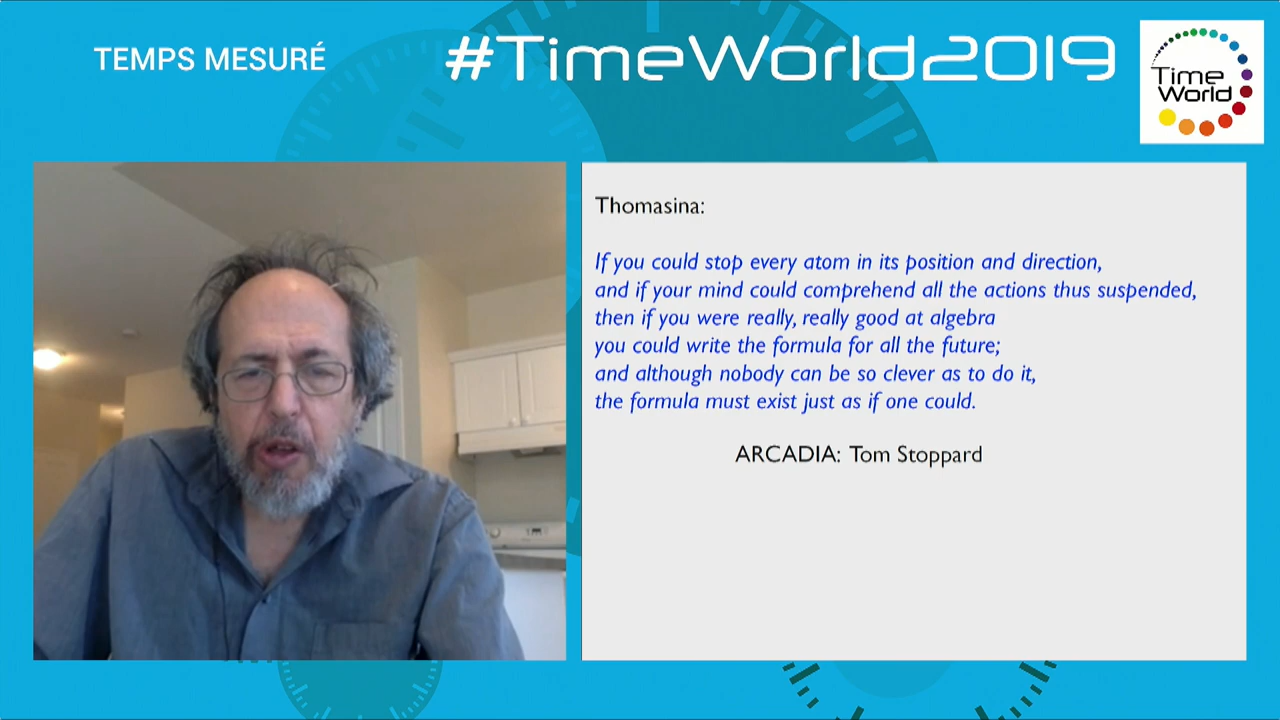 TEMPS MESURÉ
#TimeWorld2019
Time
World
Thomasina:
If you could stop every atom in its position and direction,
and if your mind could comprehend all the actions thus suspended,
then if you were really, really good at algebra
you could write the formula for all the future;
and although nobody can be so clever as to do it,
the formula must exist just as if one could.
ARCADIA: Tom Stoppard